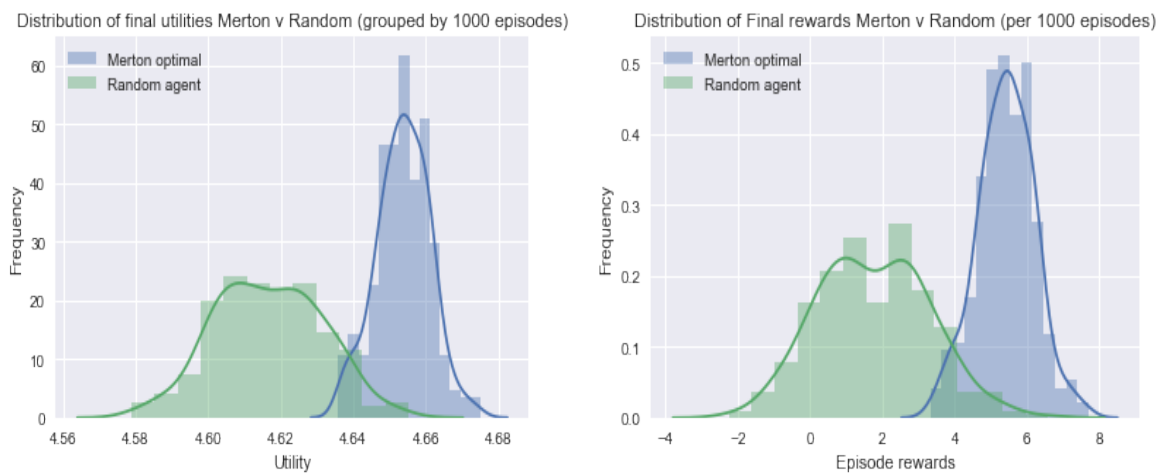 Distribution of final utilities Merton v Random (grouped by 1000 episodes)
Merton optimal
Random agent
60
50
40
30
20
10
0
Frequency
4.56
4.58
4.60
4.62
4.64
4.66
4.68
Utility
Distribution of Final rewards Merton v Random (per 1000 episodes)
Merton optimal
Random agent
0.5
0.4
0.3
0.2
0.1
0.0
Frequency
−4
−2
0
2
4
6
8
Episode rewards